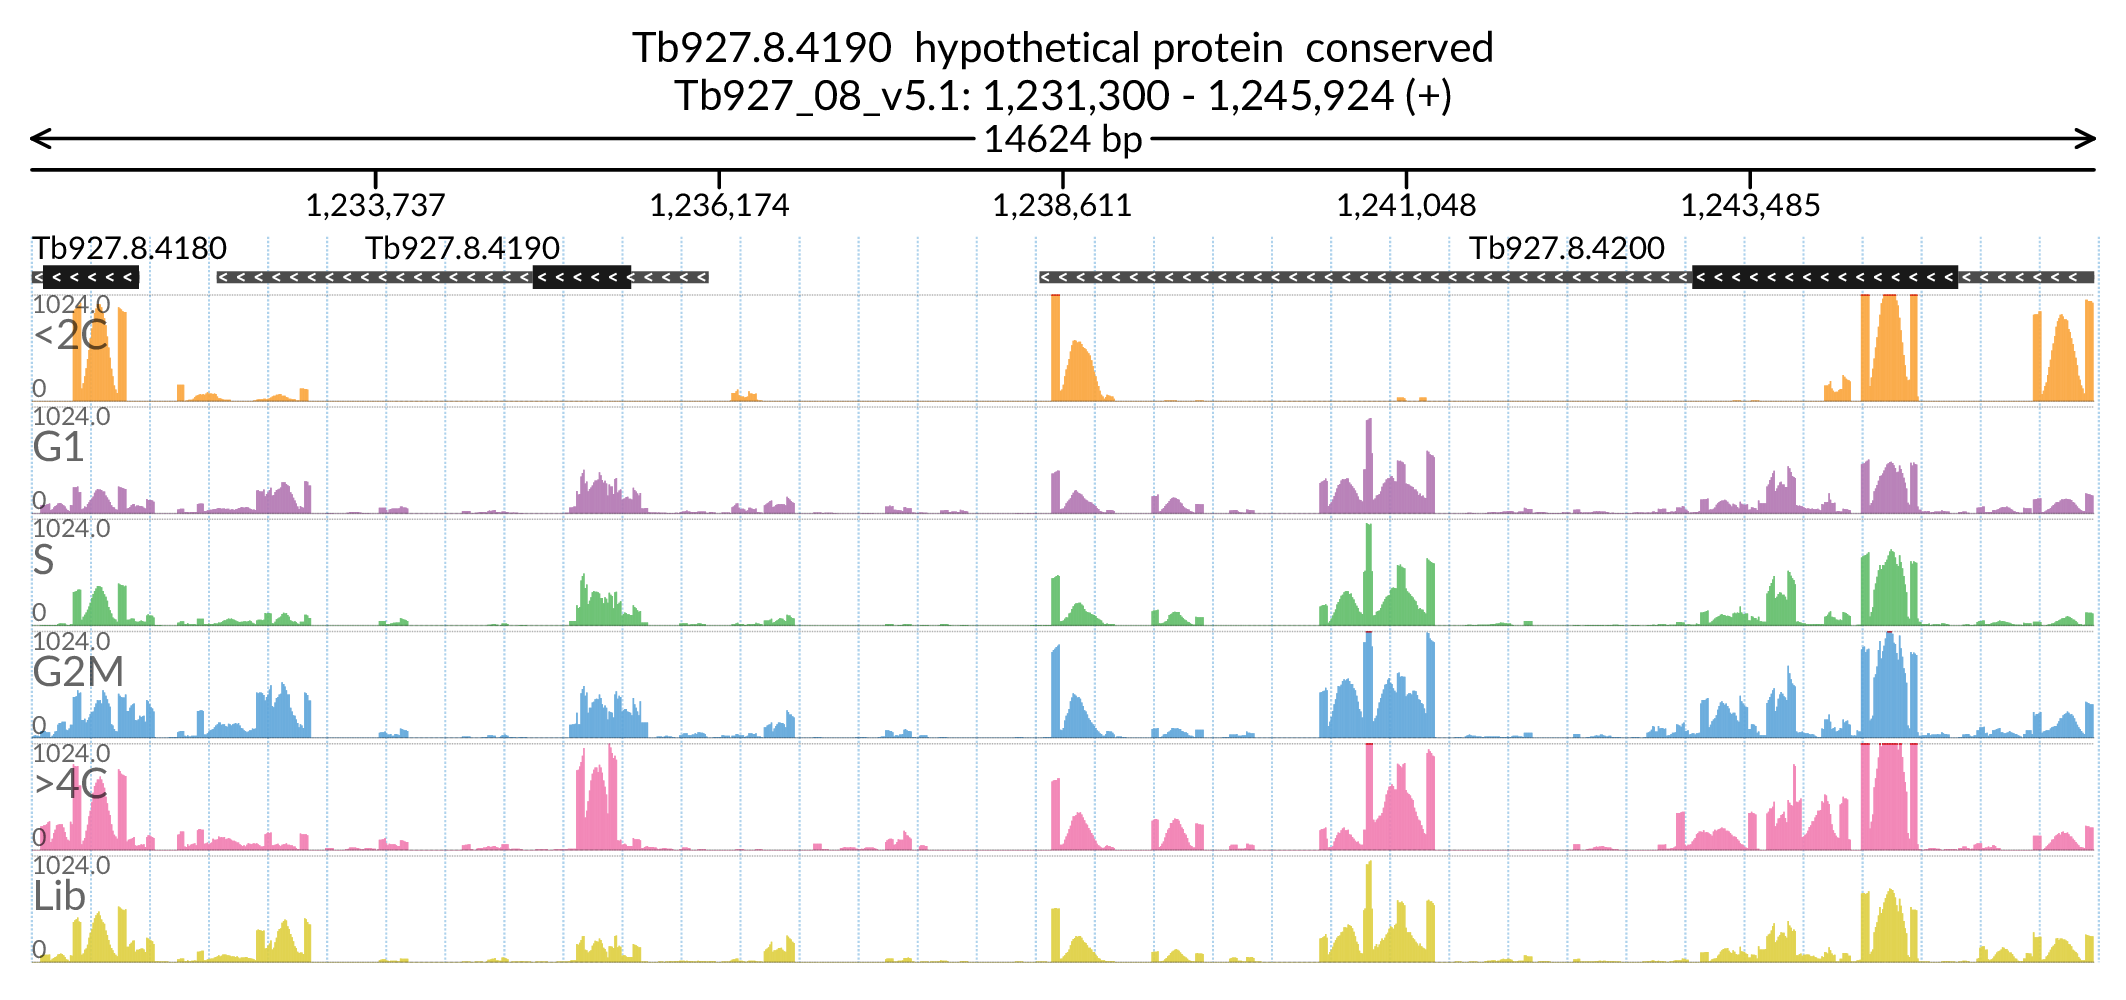 Tb927.8.4190 hypothetical protein conserved
Tb927_08_v5.1: 1,231,300 - 1,245,924 (+)
14624 bp
1,233,737 1,236,174 1,238,611 1,241,048 1,243,485
Tb927.8.4180 Tb927.8.4190 Tb927.8.4200
1024.0
<2C
0
1024.0
G1
0
1024.0
S
0
1024.0
G2M
0
1024.0
>4C
0
1024.0
Lib
0